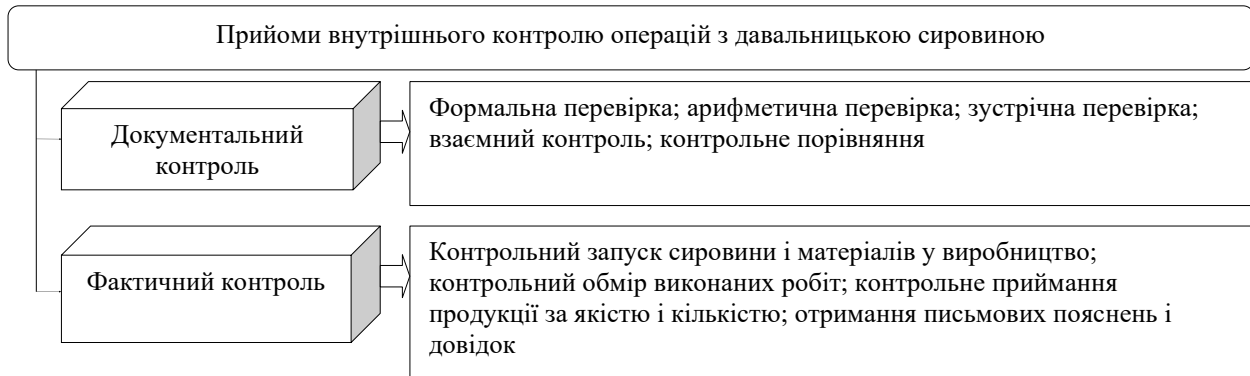 Прийоми внутрішнього контролю операцій з давальницькою сировиною
Документальний
контроль
Формальна перевірка; арифметична перевірка; зустрічна перевірка;
взаємний контроль; контрольне порівняння
Фактичний контроль
Контрольний запуск сировини і матеріалів у виробництво;
контрольний обмір виконаних робіт; контрольне приймання
продукції за якістю і кількістю; отримання письмових пояснень і
довідок